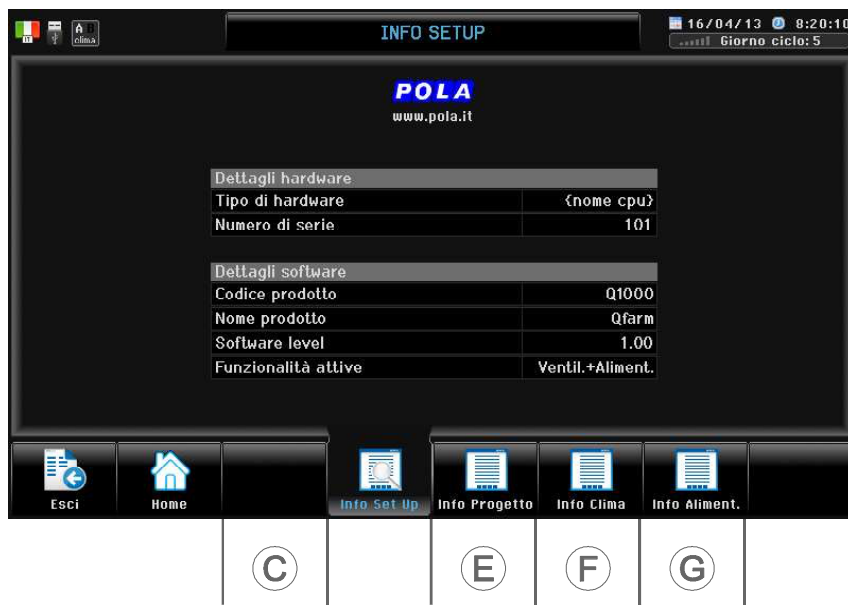 IT
A B
clima
INFO SETUP
16/04/13 8:20:10
Giorno ciclo: 5
POLA
www.pola.it
Dettagli hardware
Tipo di hardware {nome cpu}
Numero di serie 101
Dettagli software
Codice prodotto Q1000
Nome prodotto Qfarm
Software level 1.00
Funzionalità attive Ventil.+Aliment.
Esci Home Info Set Up Info Progetto Info Clima Info Aliment.
C E F G